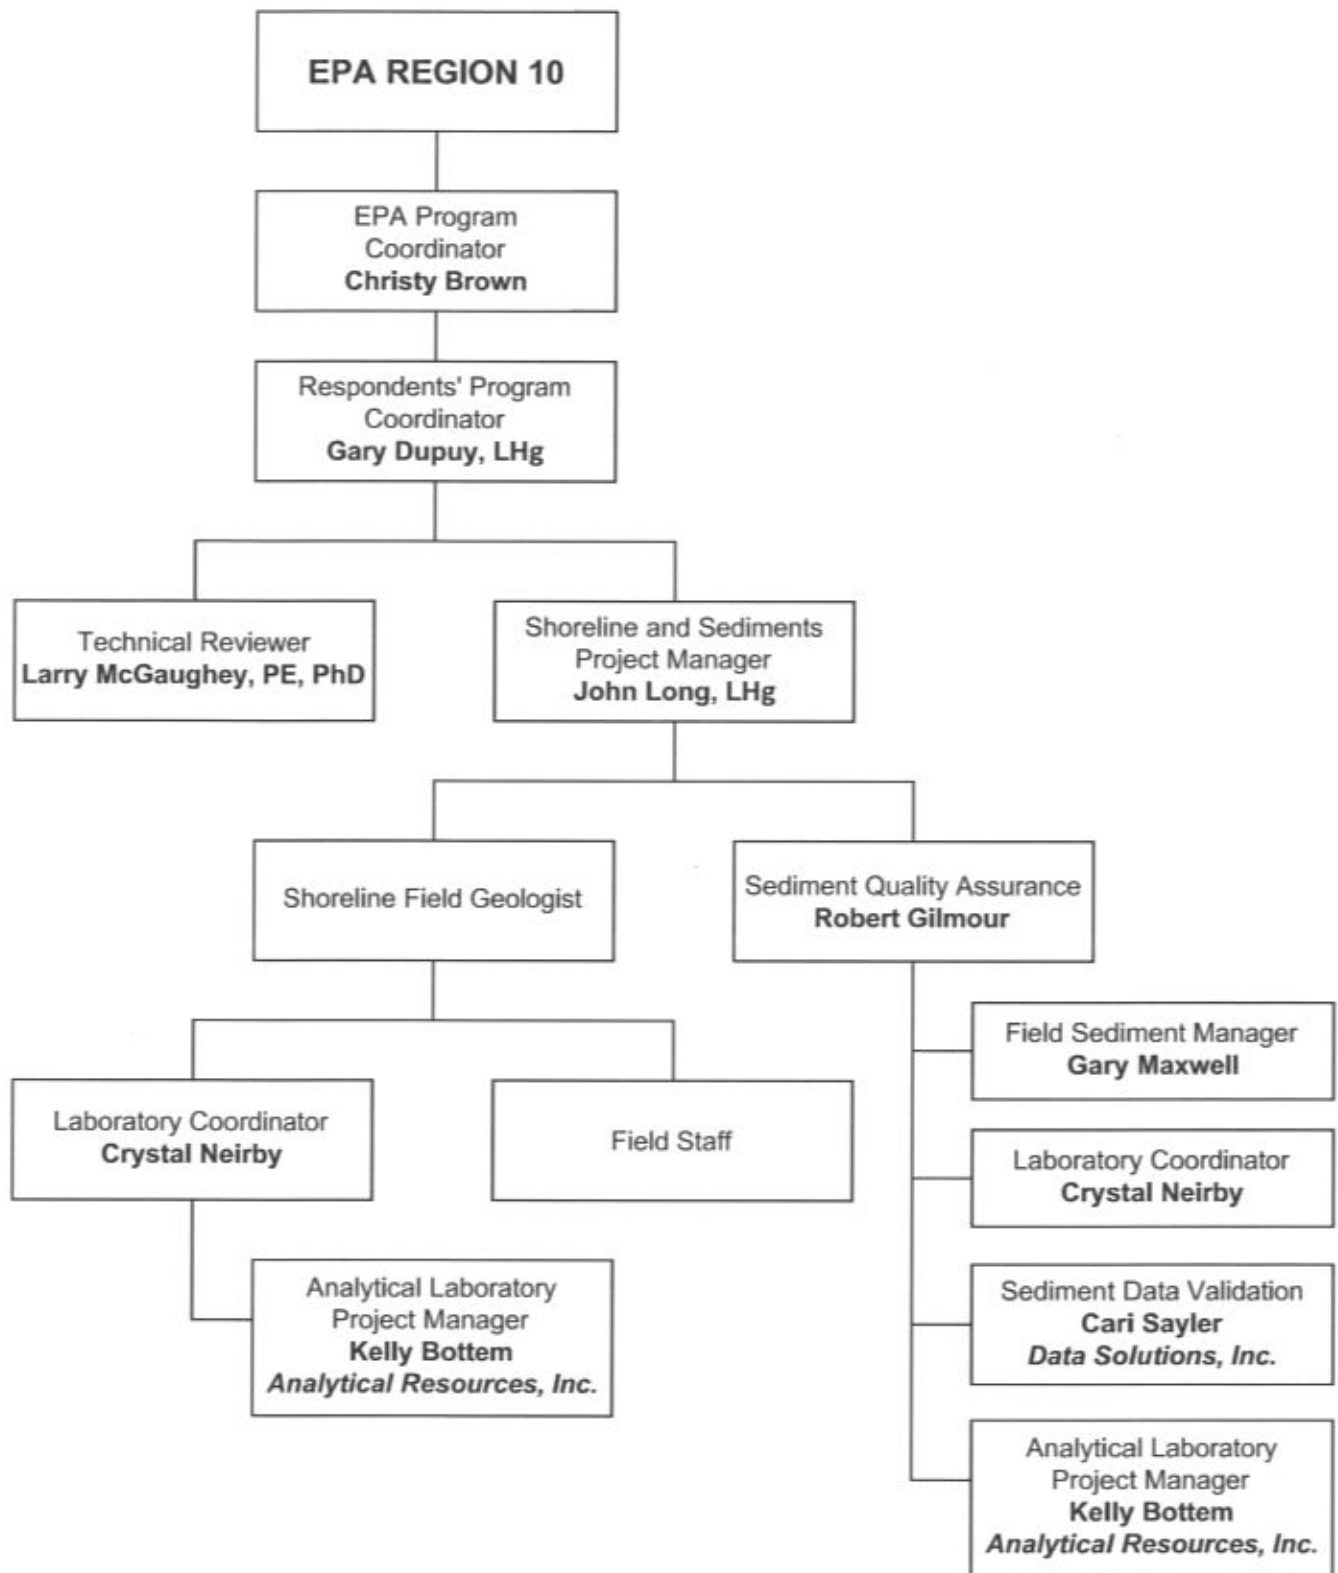 EPA REGION 10
EPA Program
Coordinator
Christy Brown
Respondents' Program
Coordinator
Gary Dupuy, LHg
Technical Reviewer
Larry McGaughey, PE, PhD
Shoreline and Sediments
Project Manager
John Long, LHg
Shoreline Field Geologist
Sediment Quality Assurance
Robert Gilmour
Field Sediment Manager
Gary Maxwell
Laboratory Coordinator
Crystal Neirby
Field Staff
Laboratory Coordinator
Crystal Neirby
Analytical Laboratory
Project Manager
Kelly Bottem
Analytical Resources, Inc.
Sediment Data Validation
Cari Sayler
Data Solutions, Inc.
Analytical Laboratory
Project Manager
Kelly Bottem
Analytical Resources, Inc.